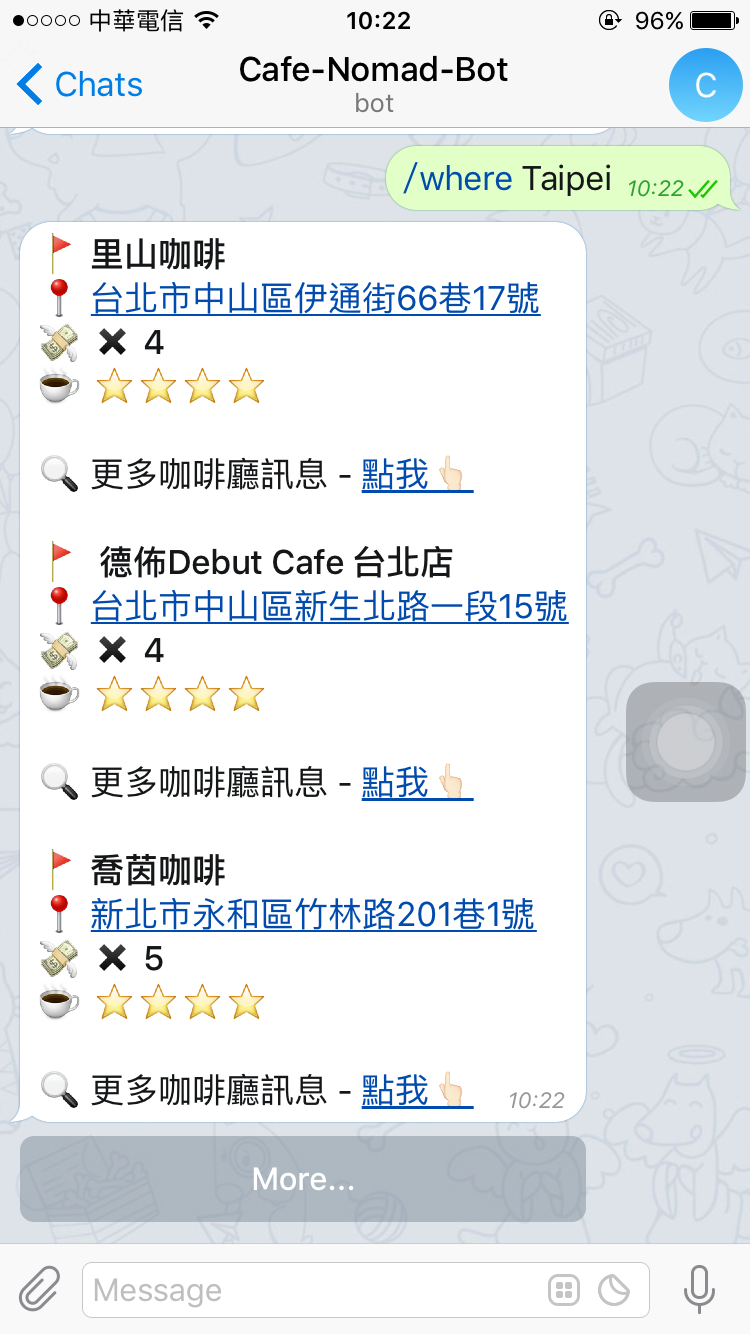 中華電信 10:22 96%
Chats
Cafe-Nomad-Bot
bot
C
/where Taipei 10:22
里山咖啡
台北市中山區伊通街66巷17號
✖ 4
更多咖啡廳訊息 - 點我
德佈Debut Cafe 台北店
台北市中山區新生北路一段15號
✖ 4
更多咖啡廳訊息 - 點我
喬茵咖啡
新北市永和區竹林路201巷1號
✖ 5
更多咖啡廳訊息 - 點我
10:22
More...
Message